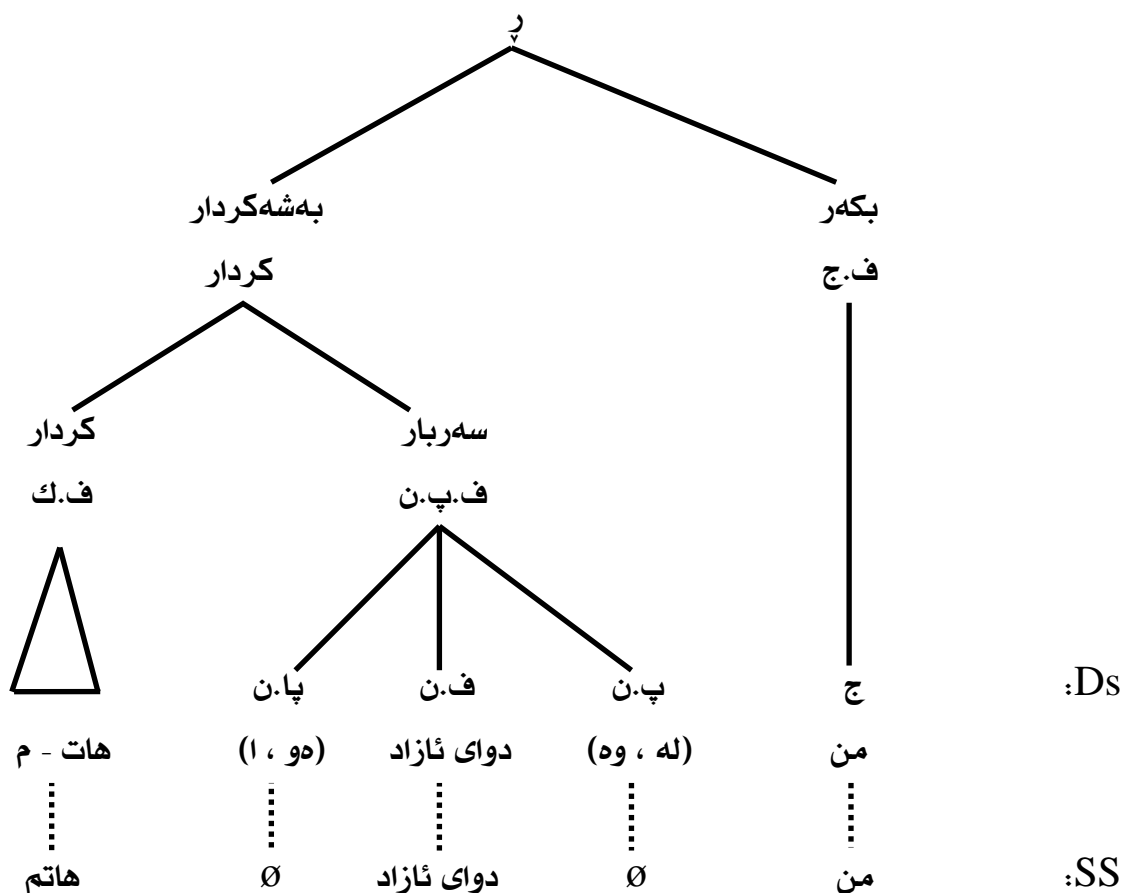 ڕ
بکەر بەشەکردار
ف.ج کردار
سەربار کردار
ف.پ.ن ف.ك
Ds: ج پ.ن ف.ن پا.ن
من (لە ، وە) دوای ئازاد (ەو ، ا) هات - م
SS: من Ø دوای ئازاد Ø هاتم